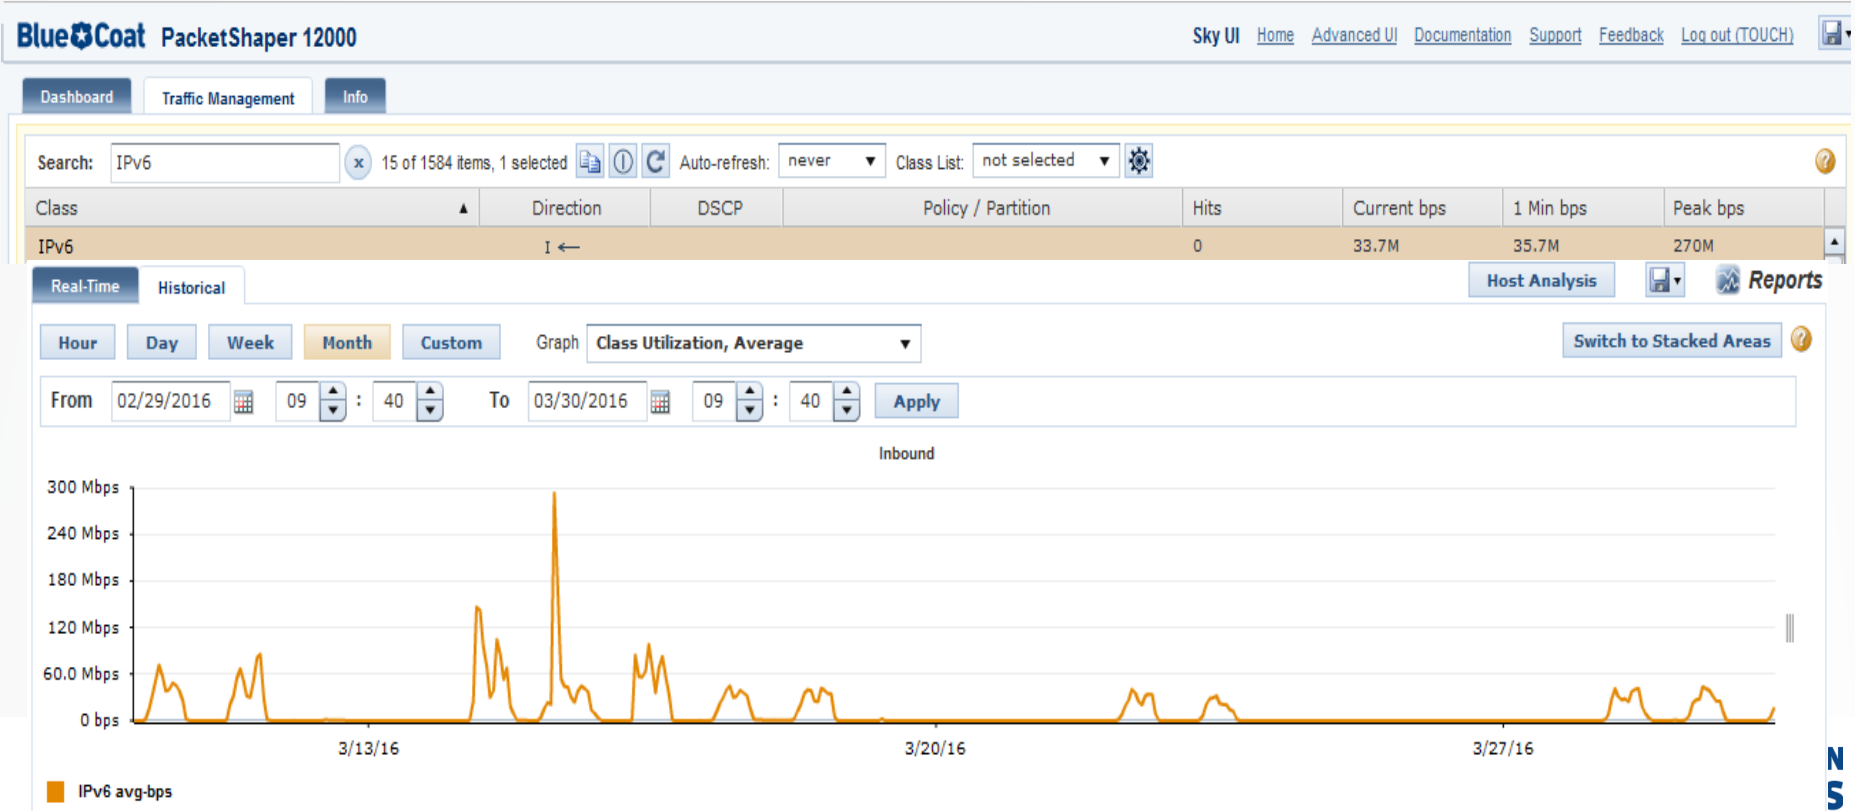 Blue Coat PacketShaper 12000
Sky UI Home Advanced UI Documentation Support Feedback Log out (TOUCH)
Dashboard Traffic Management Info
Search: IPv6 x 15 of 1584 items, 1 selected Auto-refresh: never Class List: not selected ?
Class Direction DSCP Policy / Partition Hits Current bps 1 Min bps Peak bps
IPv6 I ← 0 33.7M 35.7M 270M
Real-Time Historical Host Analysis Reports
Hour Day Week Month Custom Graph Class Utilization, Average Switch to Stacked Areas ?
From 02/29/2016 09 : 40 To 03/30/2016 09 : 40 Apply
Inbound
300 Mbps
240 Mbps
180 Mbps
120 Mbps
60.0 Mbps
0 bps
3/13/16 3/20/16 3/27/16
N
IPv6 avg-bps
S